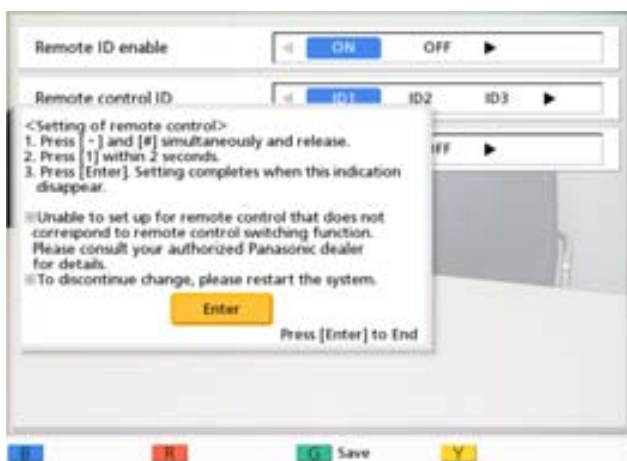 Remote ID enable ◀ ON OFF ▶
Remote control ID ◀ ID1 ID2 ID3 ▶
FF ▶
<Setting of remote control>
1. Press [ - ] and [#] simultaneously and release.
2. Press [1] within 2 seconds.
3. Press [Enter]. Setting completes when this indication
disappear.
※Unable to set up for remote control that does not
correspond to remote control switching function.
Please consult your authorized Panasonic dealer
for details.
※To discontinue change, please restart the system.
Enter
Press [Enter] to End
B R G Save Y